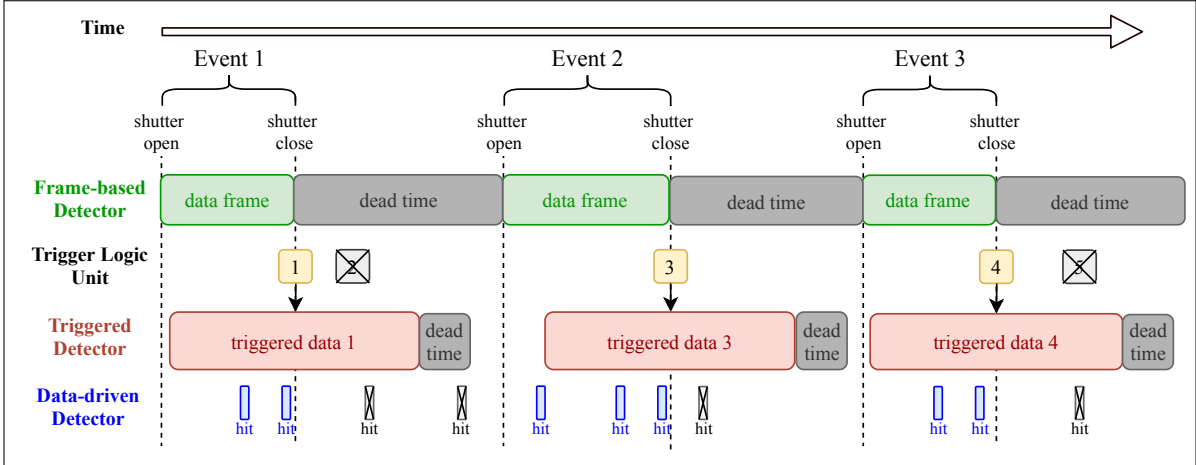 Time
Event 1 Event 2 Event 3
shutter shutter shutter shutter shutter shutter
open close open close open close
Frame-based
Detector
data frame dead time data frame dead time data frame dead time
Trigger Logic
Unit
1 2 3 4 5
Triggered
Detector
triggered data 1 dead
time
triggered data 3 dead
time
triggered data 4 dead
time
Data-driven
Detector
hit hit hit hit hit hit hit hit hit hit hit